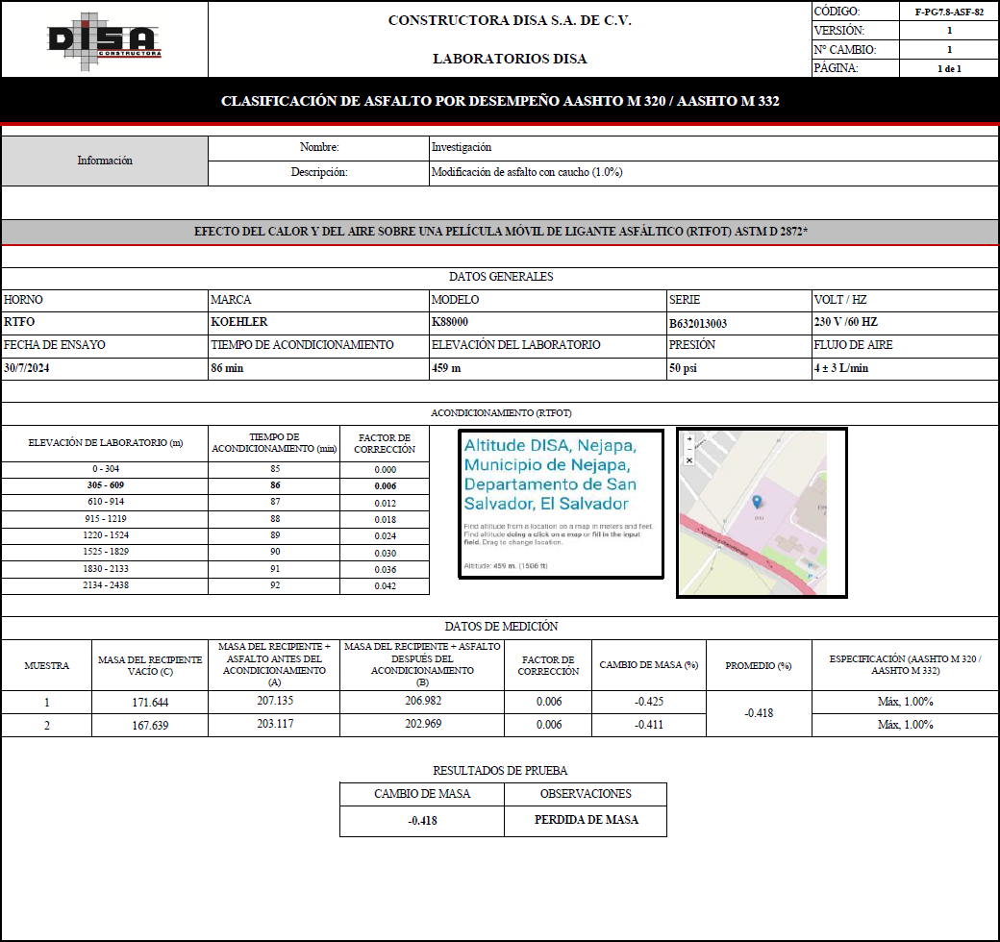 DISA
CONSTRUCTORA
CONSTRUCTORA DISA S.A. DE C.V.
LABORATORIOS DISA
CÓDIGO: F-PG7.8-ASF-82
VERSIÓN: 1
N° CAMBIO: 1
PÁGINA: 1 de 1
CLASIFICACIÓN DE ASFALTO POR DESEMPEÑO AASHTO M 320 / AASHTO M 332
Información
Nombre: Investigación
Descripción: Modificación de asfalto con caucho (1.0%)
EFECTO DEL CALOR Y DEL AIRE SOBRE UNA PELÍCULA MÓVIL DE LIGANTE ASFÁLTICO (RTFOT) ASTM D 2872*
DATOS GENERALES
HORNO MARCA MODELO SERIE VOLT / HZ
RTFO KOEHLER K88000 B632013003 230 V /60 HZ
FECHA DE ENSAYO TIEMPO DE ACONDICIONAMIENTO ELEVACIÓN DEL LABORATORIO PRESIÓN FLUJO DE AIRE
30/7/2024 86 min 459 m 50 psi 4 ± 3 L/min
ACONDICIONAMIENTO (RTFOT)
ELEVACIÓN DE LABORATORIO (m)
TIEMPO DE
ACONDICIONAMIENTO (min)
FACTOR DE
CORRECCIÓN
0 - 304 85 0.000
305 - 609 86 0.006
610 - 914 87 0.012
915 - 1219 88 0.018
1220 - 1524 89 0.024
1525 - 1829 90 0.030
1830 - 2133 91 0.036
2134 - 2438 92 0.042
Altitude DISA, Nejapa,
Municipio de Nejapa,
Departamento de San
Salvador, El Salvador
Find altitude from a location on a map in meters and feet.
Find altitude doing a click on a map or fill in the input
field. Drag to change location.
Altitude: 459 m. (1506 ft)
DATOS DE MEDICIÓN
MUESTRA
MASA DEL RECIPIENTE
VACÍO (C)
MASA DEL RECIPIENTE +
ASFALTO ANTES DEL
ACONDICIONAMIENTO
(A)
MASA DEL RECIPIENTE + ASFALTO
DESPUÉS DEL
ACONDICIONAMIENTO
(B)
FACTOR DE
CORRECCIÓN
CAMBIO DE MASA (%)
PROMEDIO (%)
ESPECIFICACIÓN (AASHTO M 320 /
AASHTO M 332)
1 171.644 207.135 206.982 0.006 -0.425 Máx, 1.00%
-0.418
2 167.639 203.117 202.969 0.006 -0.411 Máx, 1.00%
RESULTADOS DE PRUEBA
CAMBIO DE MASA OBSERVACIONES
-0.418 PERDIDA DE MASA